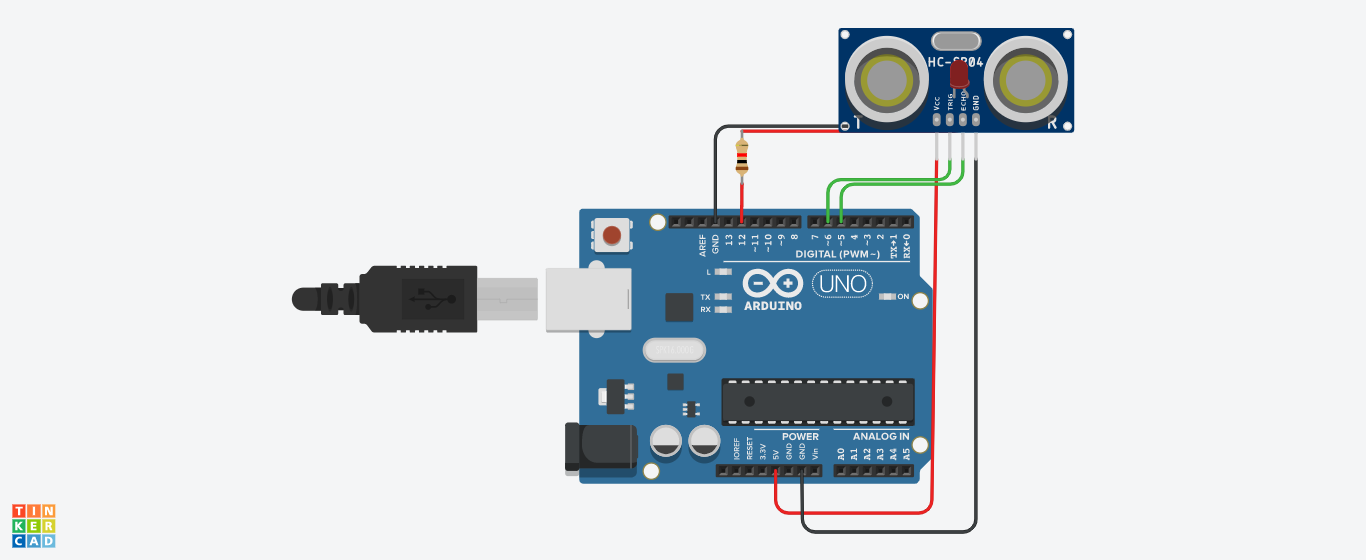 HC-SR04
VCC
TRIG
ECHO
GND
T
R
AREF
GND
13
12
~11
~10
~9
8
7
~6
~5
4
~3
2
TX→1
RX←0
DIGITAL (PWM~)
L
TX
RX
UNO
ON
ARDUINO
POWER
ANALOG IN
IOREF
RESET
3.3V
5V
GND
GND
Vin
A0
A1
A2
A3
A4
A5
TIN
KER
CAD